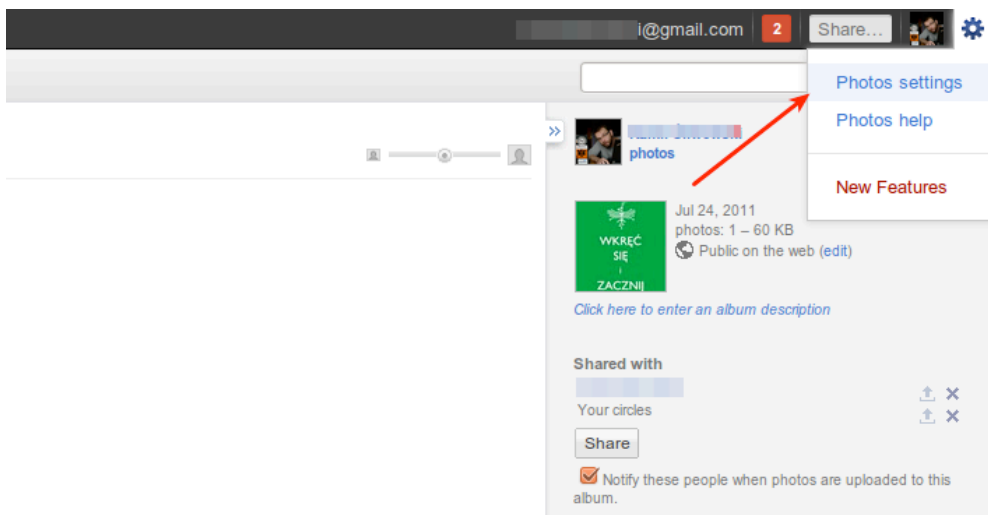 i@gmail.com 2 Share...
Photos settings
Photos help
New Features
photos
Jul 24, 2011
photos: 1 – 60 KB
Public on the web (edit)
WKRĘĆ
SIĘ
I
ZACZNIJ
Click here to enter an album description
Shared with
Your circles
Share
Notify these people when photos are uploaded to this
album.